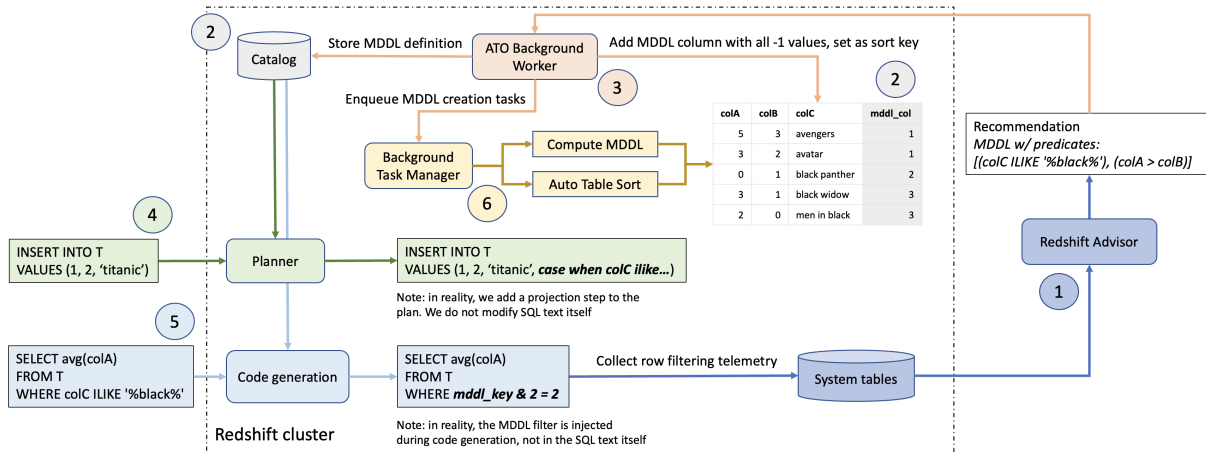 2
Catalog
Store MDDL definition
ATO Background
Worker
3
Add MDDL column with all -1 values, set as sort key
2
Enqueue MDDL creation tasks
Background
Task Manager
6
Compute MDDL
Auto Table Sort
colA colB colC mddl_col
5 3 avengers 1
3 2 avatar 1
0 1 black panther 2
3 1 black widow 3
2 0 men in black 3
Recommendation
MDDL w/ predicates:
[(colC ILIKE '%black%'), (colA > colB)]
Redshift Advisor
1
4
INSERT INTO T
VALUES (1, 2, ‘titanic’)
Planner
INSERT INTO T
VALUES (1, 2, ‘titanic’, case when colC ilike…)
Note: in reality, we add a projection step to the
plan. We do not modify SQL text itself
5
SELECT avg(colA)
FROM T
WHERE colC ILIKE '%black%'
Code generation
SELECT avg(colA)
FROM T
WHERE mddl_key & 2 = 2
Note: in reality, the MDDL filter is injected
during code generation, not in the SQL text itself
Collect row filtering telemetry
System tables
Redshift cluster